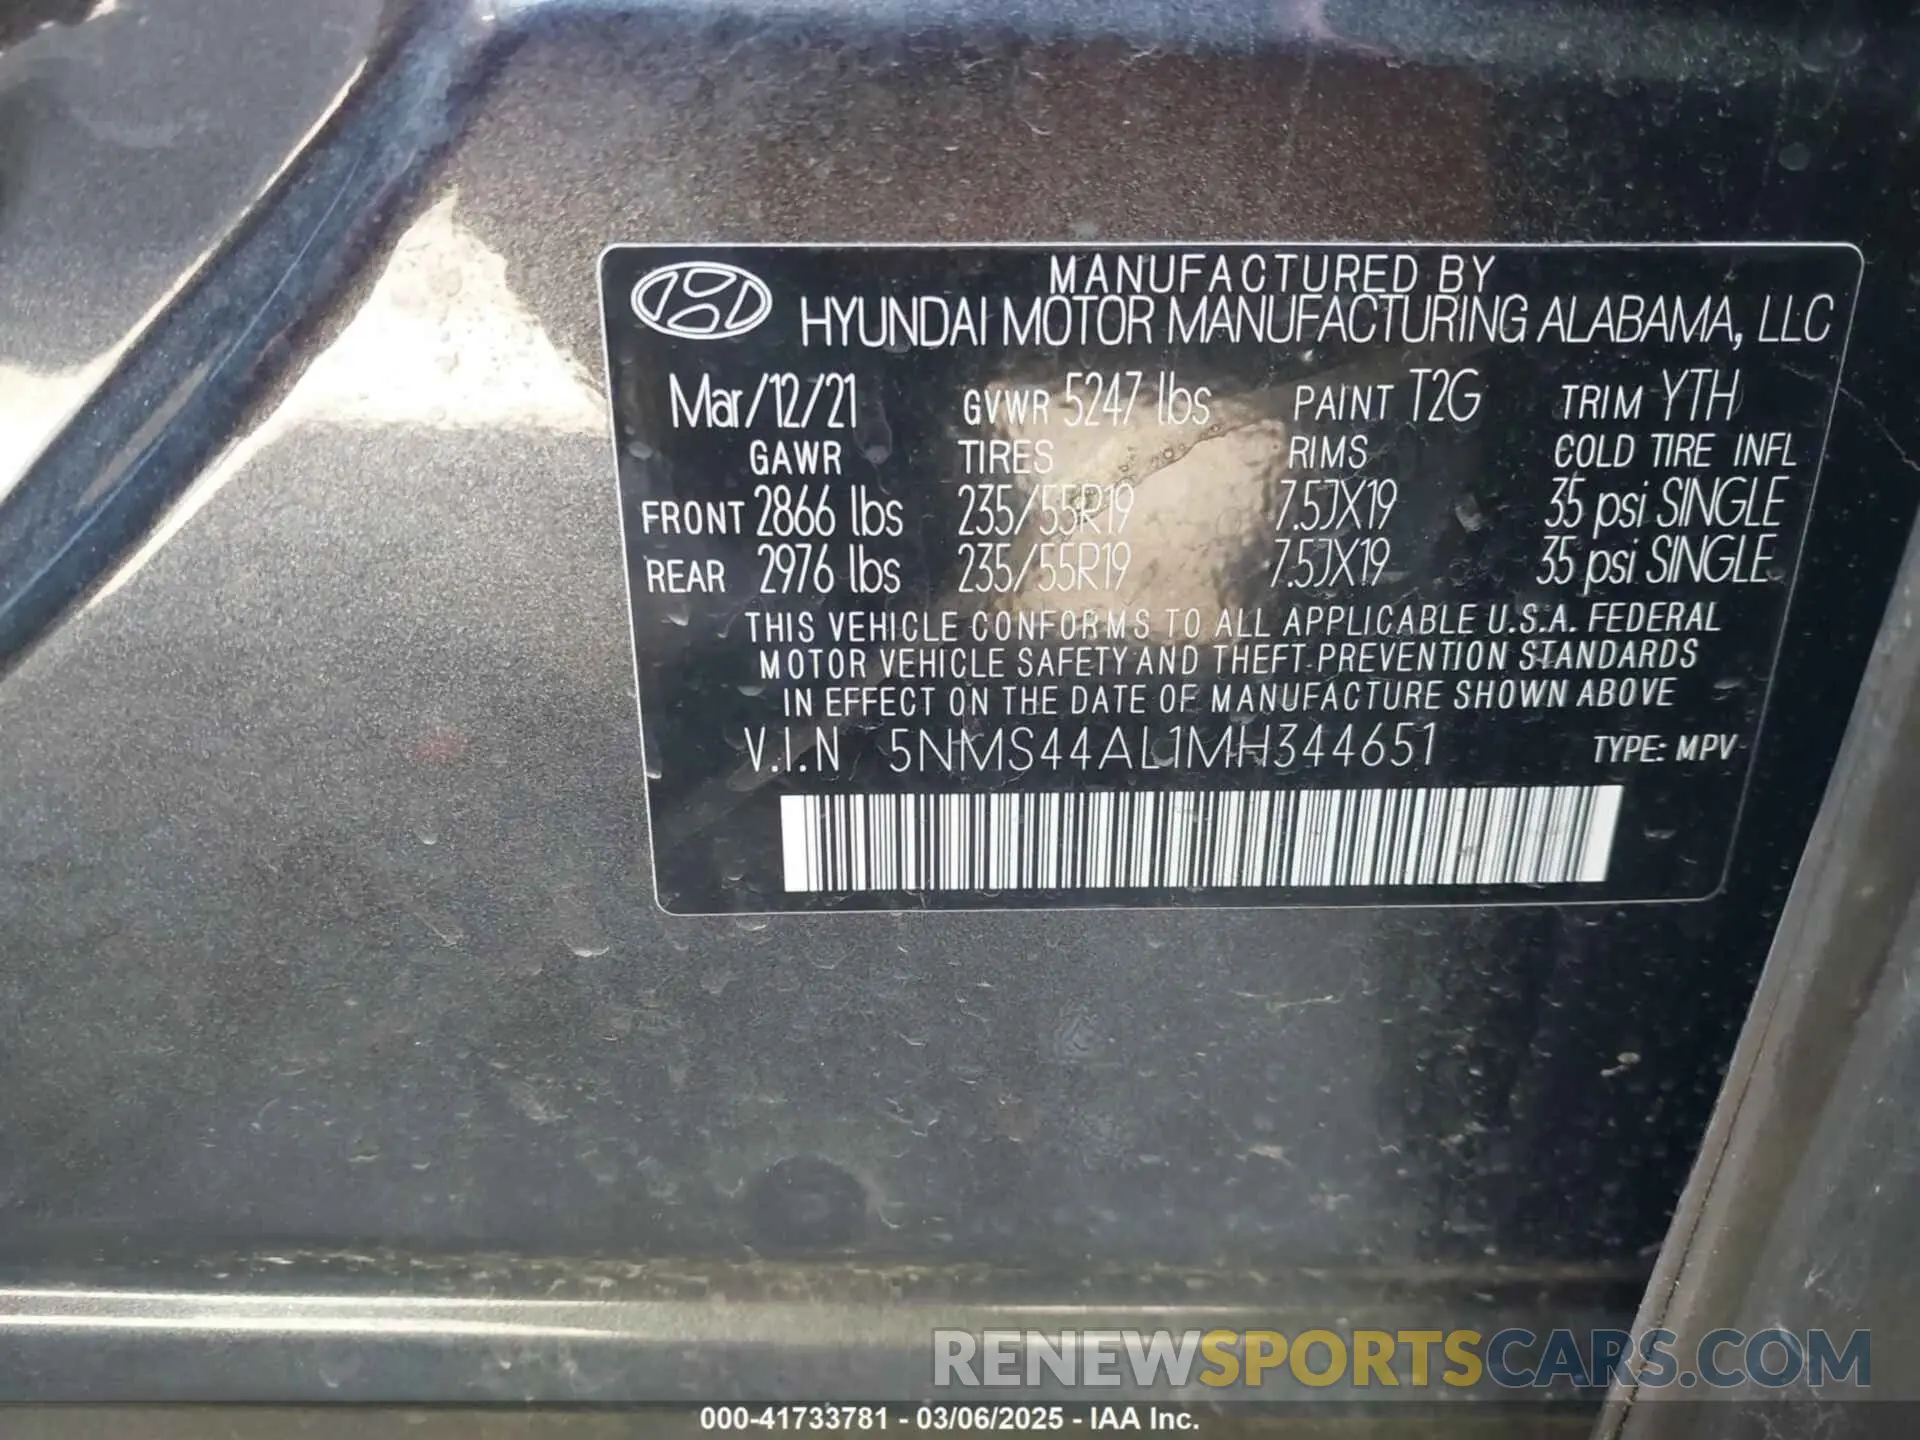 MANUFACTURED BY
HYUNDAI MOTOR MANUFACTURING ALABAMA, LLC
Mar/12/21 GVWR 5247 lbs PAINT T2G TRIM YTH
GAWR TIRES RIMS COLD TIRE INFL
FRONT 2866 lbs 235/55R19 7.5JX19 35 psi SINGLE
REAR 2976 lbs 235/55R19 7.5JX19 35 psi SINGLE
THIS VEHICLE CONFORMS TO ALL APPLICABLE U.S.A. FEDERAL
MOTOR VEHICLE SAFETY AND THEFT PREVENTION STANDARDS
IN EFFECT ON THE DATE OF MANUFACTURE SHOWN ABOVE
V.I.N 5NMS44AL1MH344651 TYPE: MPV
RENEWSPORTSCARS.COM
000-41733781 - 03/06/2025 - IAA Inc.